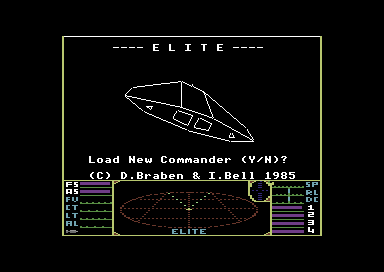 ---- E L I T E ----
Load New Commander (Y/N)?
(C) D.Braben & I.Bell 1985
FS
AS
FV
CT
LT
AL
SP
RL
DC
1
2
3
4
ELITE